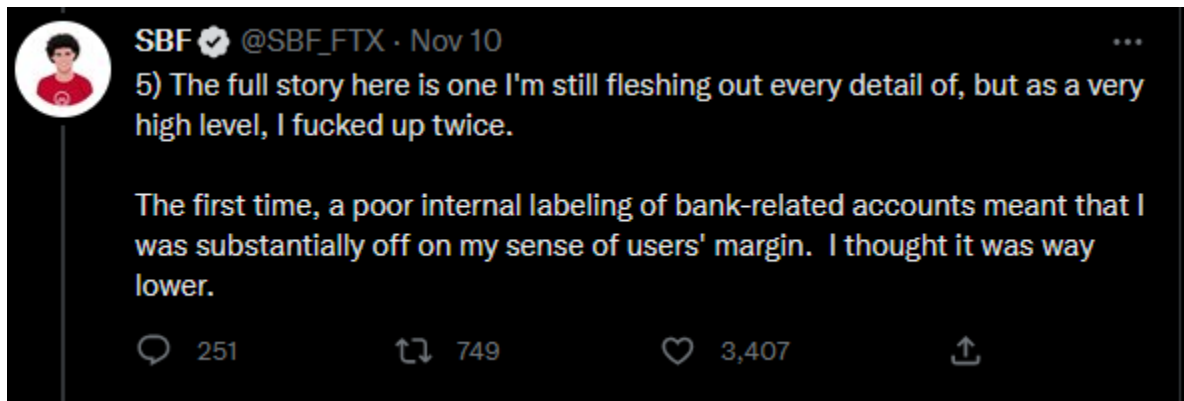 SBF @SBF_FTX · Nov 10
5) The full story here is one I'm still fleshing out every detail of, but as a very
high level, I fucked up twice.
The first time, a poor internal labeling of bank-related accounts meant that I
was substantially off on my sense of users' margin.  I thought it was way
lower.
251 749 3,407